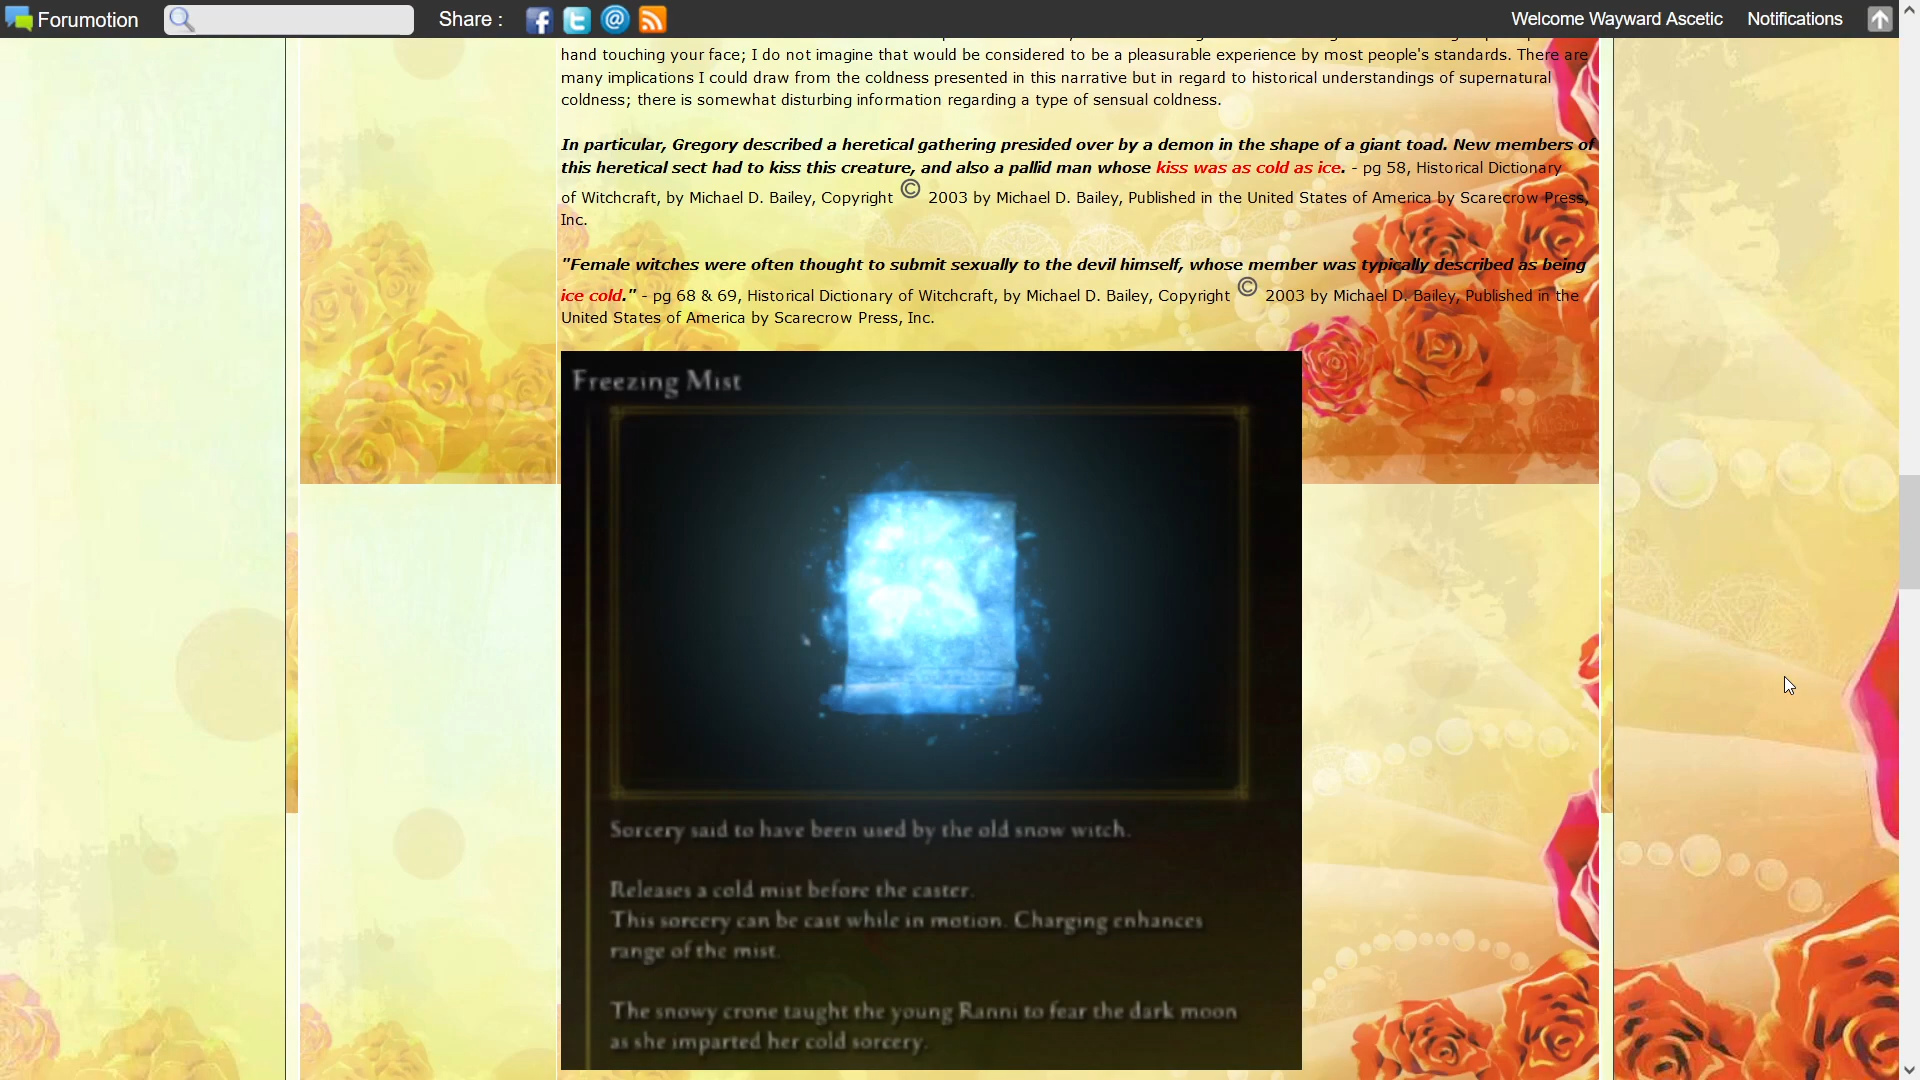 Forumotion
Share :
Welcome Wayward Ascetic
Notifications
hand touching your face; I do not imagine that would be considered to be a pleasurable experience by most people's standards. There are
many implications I could draw from the coldness presented in this narrative but in regard to historical understandings of supernatural
coldness; there is somewhat disturbing information regarding a type of sensual coldness.
In particular, Gregory described a heretical gathering presided over by a demon in the shape of a giant toad. New members of
this heretical sect had to kiss this creature, and also a pallid man whose kiss was as cold as ice. - pg 58, Historical Dictionary
of Witchcraft, by Michael D. Bailey, Copyright © 2003 by Michael D. Bailey, Published in the United States of America by Scarecrow Press,
Inc.
"Female witches were often thought to submit sexually to the devil himself, whose member was typically described as being
ice cold." - pg 68 & 69, Historical Dictionary of Witchcraft, by Michael D. Bailey, Copyright © 2003 by Michael D. Bailey, Published in the
United States of America by Scarecrow Press, Inc.
Freezing Mist
Sorcery said to have been used by the old snow witch.
Releases a cold mist before the caster.
This sorcery can be cast while in motion. Charging enhances
range of the mist.
The snowy crone taught the young Ranni to fear the dark moon
as she imparted her cold sorcery.